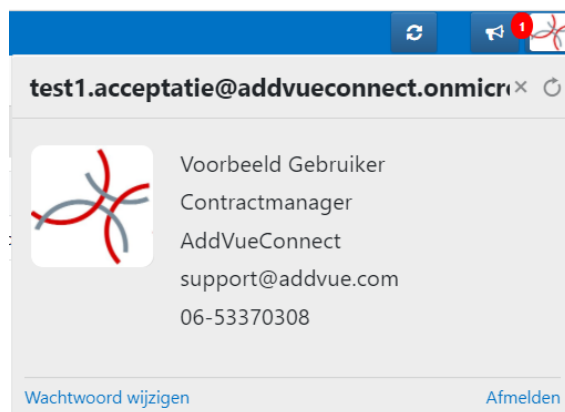 1
test1.acceptatie@addvueconnect.onmicr
Voorbeeld Gebruiker
Contractmanager
AddVueConnect
support@addvue.com
06-53370308
Wachtwoord wijzigen
Afmelden